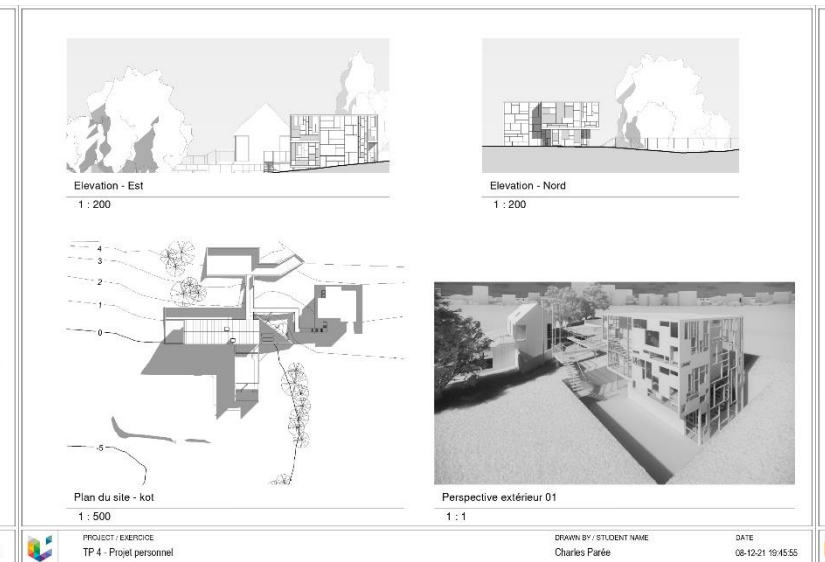 Elevation - Est
1 : 200
Elevation - Nord
1 : 200
4
3
2
1
0
-5
Plan du site - kot
1 : 500
Perspective extérieur 01
1 : 1
PROJECT / EXERCICE
TP 4 - Projet personnel
DRAWN BY / STUDENT NAME
Charles Parée
DATE
08-12-21 19:45:55